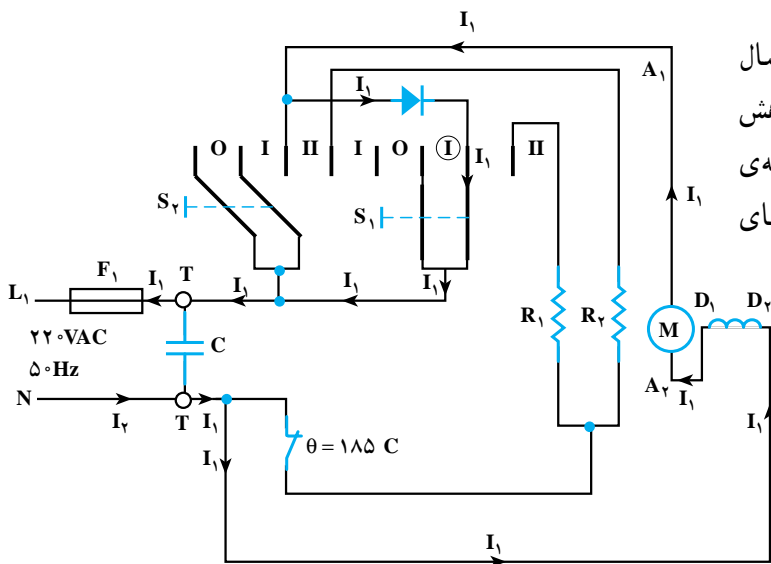 I۱
A۱
I۱
O I II I O I I۱ II
S۲
S۱
I۱
L۱ F۱ I۱ T I۱ I۱ I۱
R۱ R۲ M D۱ D۲
۲۲۰VAC C
۵۰Hz
A۲ I۱ I۱
N I۲ T I۱
I۱
θ = ۱۸۵ C
I۱